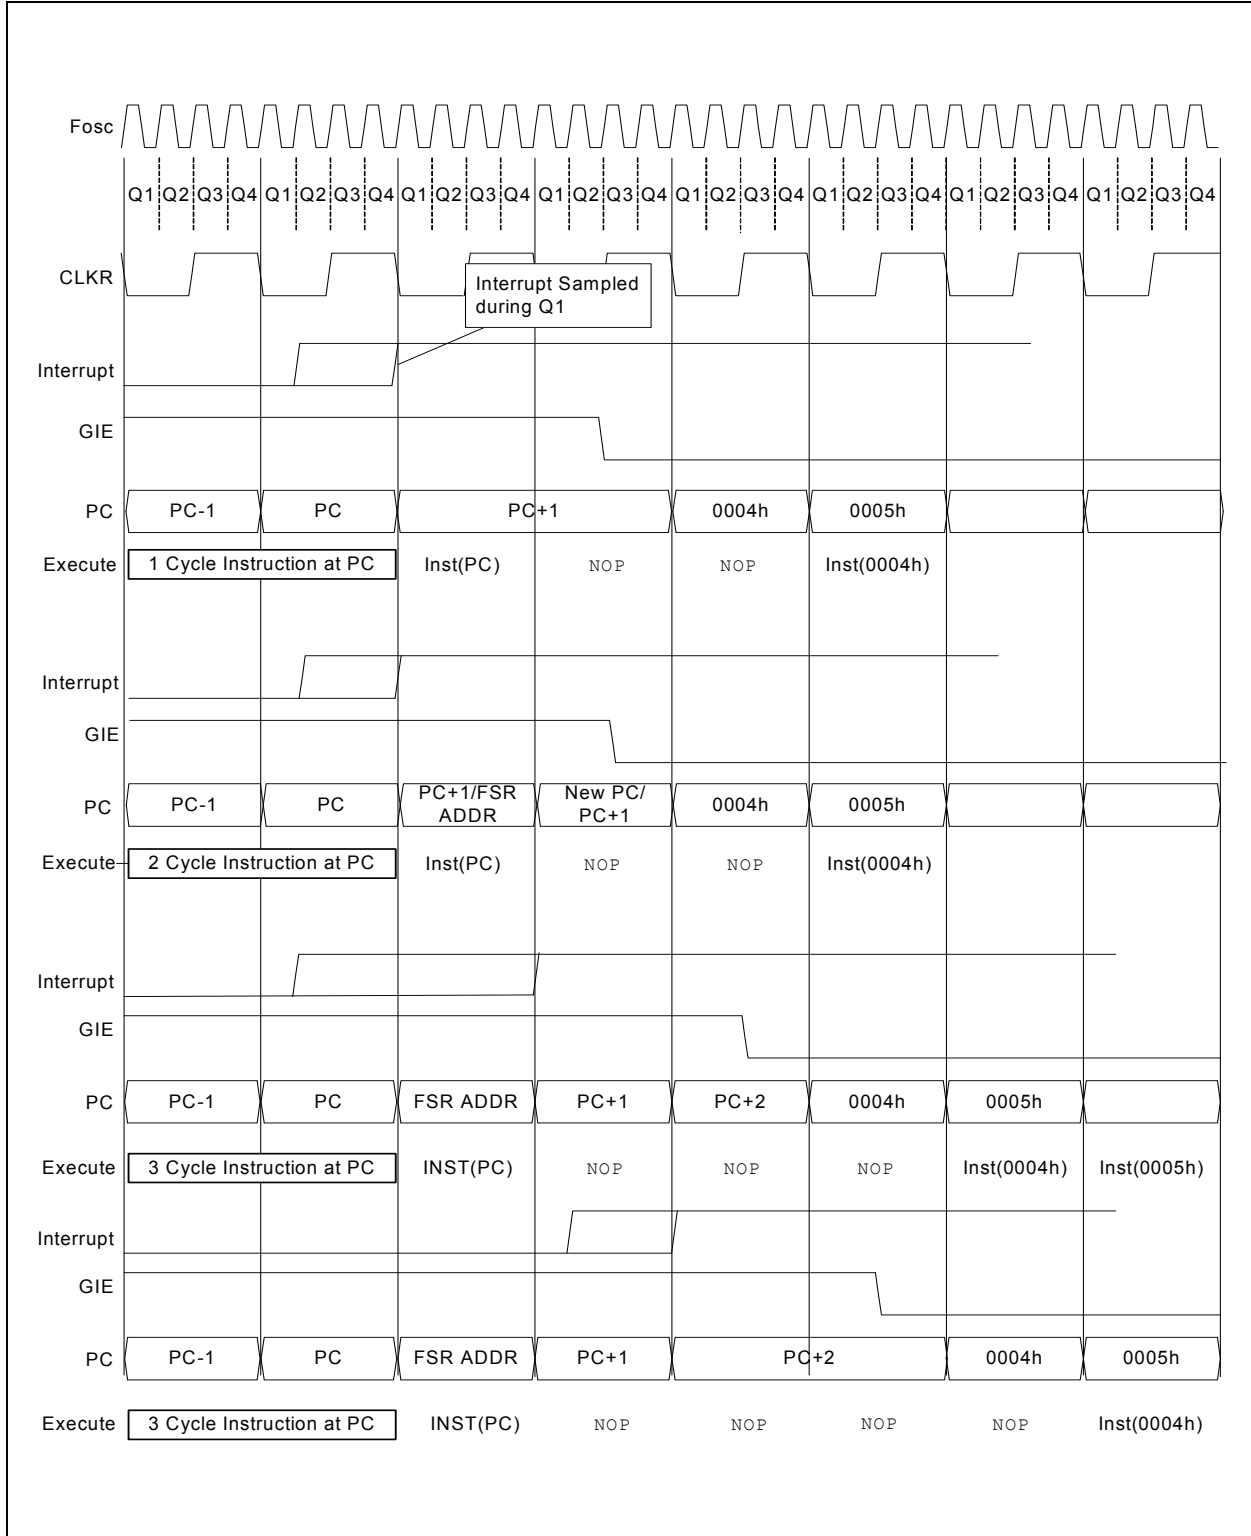 Fosc
Q1 Q2 Q3 Q4 Q1 Q2 Q3 Q4 Q1 Q2 Q3 Q4 Q1 Q2 Q3 Q4 Q1 Q2 Q3 Q4 Q1 Q2 Q3 Q4 Q1 Q2 Q3 Q4 Q1 Q2 Q3 Q4
CLKR
Interrupt Sampled
during Q1
Interrupt
GIE
PC PC-1 PC PC+1 0004h 0005h
Execute 1 Cycle Instruction at PC Inst(PC) NOP NOP Inst(0004h)
Interrupt
GIE
PC PC-1 PC PC+1/FSR ADDR New PC/ PC+1 0004h 0005h
Execute 2 Cycle Instruction at PC Inst(PC) NOP NOP Inst(0004h)
Interrupt
GIE
PC PC-1 PC FSR ADDR PC+1 PC+2 0004h 0005h
Execute 3 Cycle Instruction at PC INST(PC) NOP NOP NOP Inst(0004h) Inst(0005h)
Interrupt
GIE
PC PC-1 PC FSR ADDR PC+1 PC+2 0004h 0005h
Execute 3 Cycle Instruction at PC INST(PC) NOP NOP NOP NOP Inst(0004h)